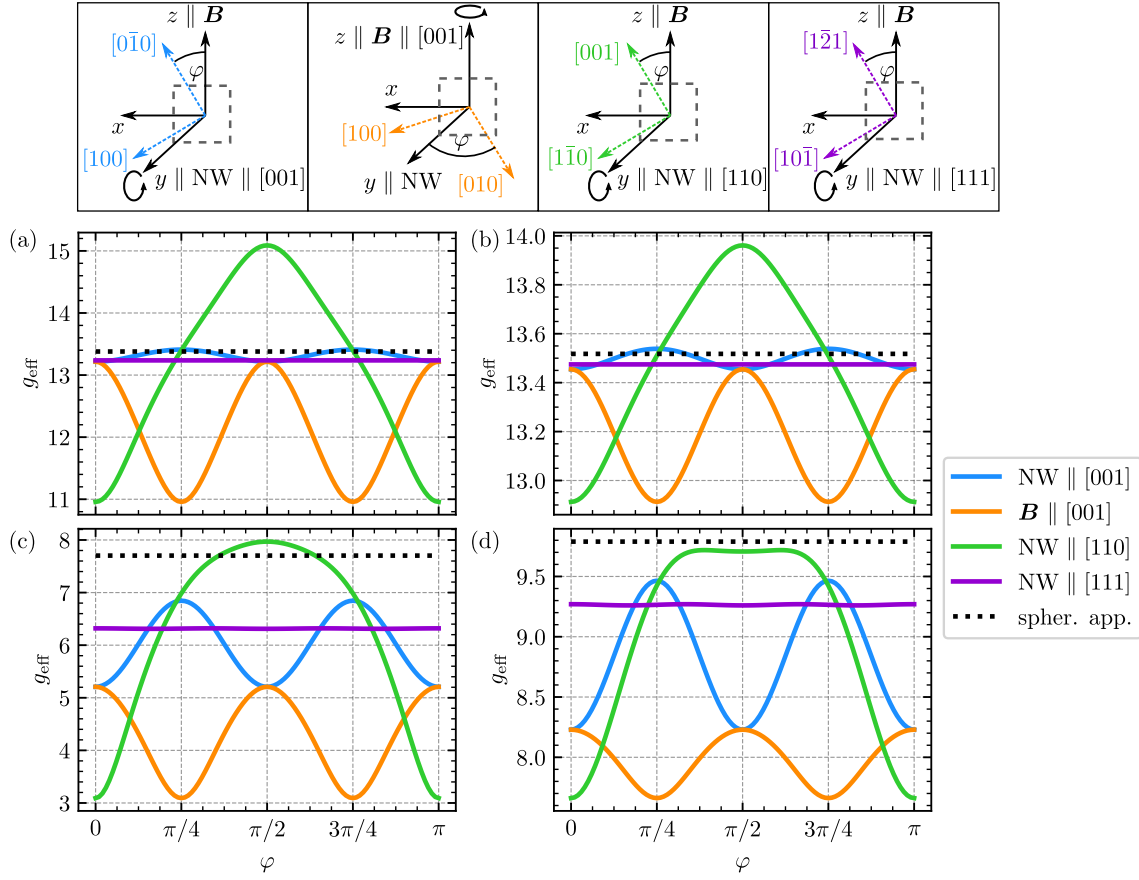 z ∥ B
[01̄0]
φ
x
[100]
y ∥ NW ∥ [001]
z ∥ B ∥ [001]
x
[100]
φ
y ∥ NW
[010]
z ∥ B
[001]
φ
x
[11̄0]
y ∥ NW ∥ [110]
z ∥ B
[12̄1]
φ
x
[101̄]
y ∥ NW ∥ [111]
(a)
15
14
13
12
11
g_eff
(b)
14.0
13.8
13.6
13.4
13.2
13.0
g_eff
(c)
8
7
6
5
4
3
g_eff
0
π/4
π/2
3π/4
π
φ
(d)
9.5
9.0
8.5
8.0
g_eff
0
π/4
π/2
3π/4
π
φ
NW ∥ [001]
B ∥ [001]
NW ∥ [110]
NW ∥ [111]
spher. app.